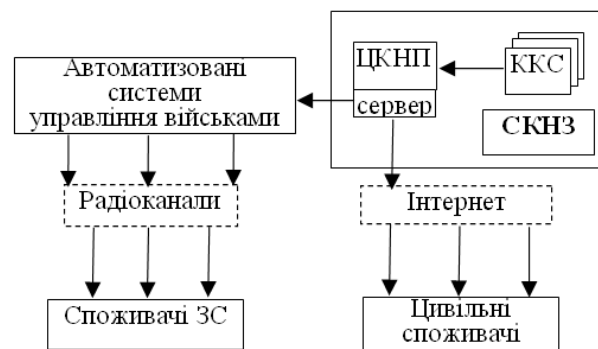 Автоматизовані
системи
управління військами
ЦКНП
сервер
ККС
СКНЗ
Радіоканали
Інтернет
Споживачі ЗС
Цивільні
споживачі